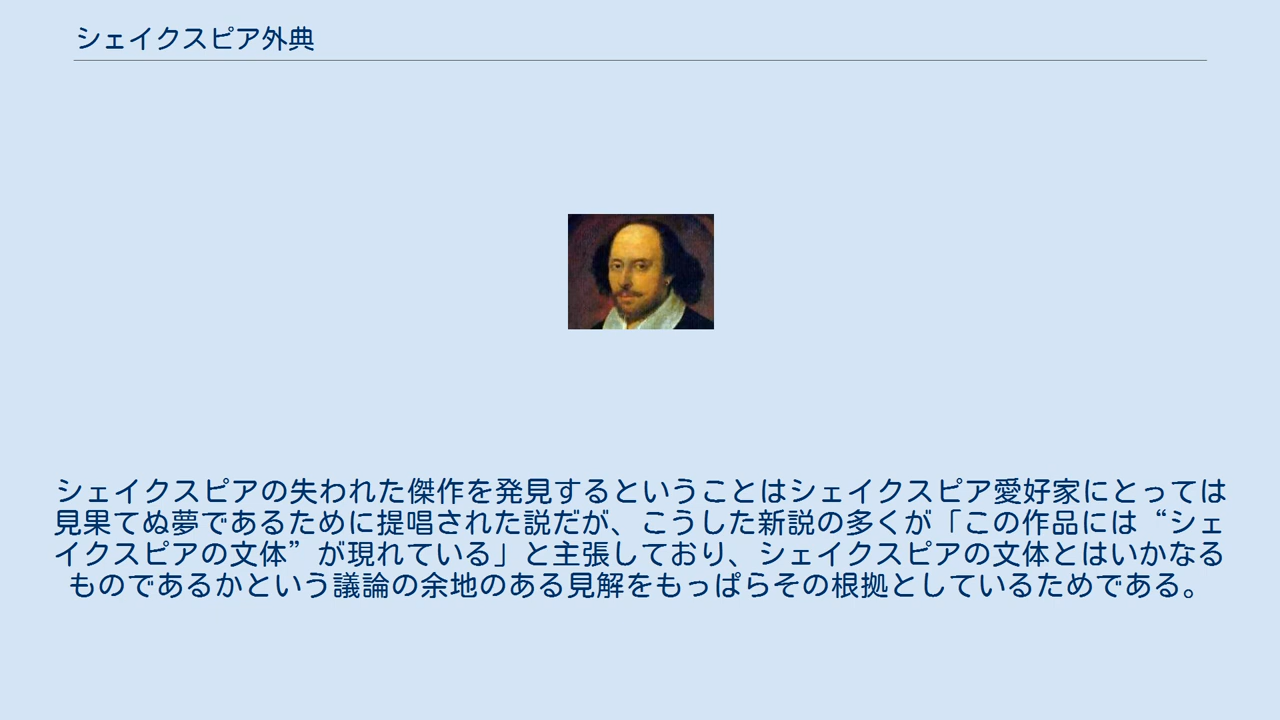 シェイクスピア外典
シェイクスピアの失われた傑作を発見するということはシェイクスピア愛好家にとっては
見果てぬ夢であるために提唱された説だが、こうした新説の多くが「この作品には“シェ
イクスピアの文体”が現れている」と主張しており、シェイクスピアの文体とはいかなる
ものであるかという議論の余地のある見解をもっぱらその根拠としているためである。